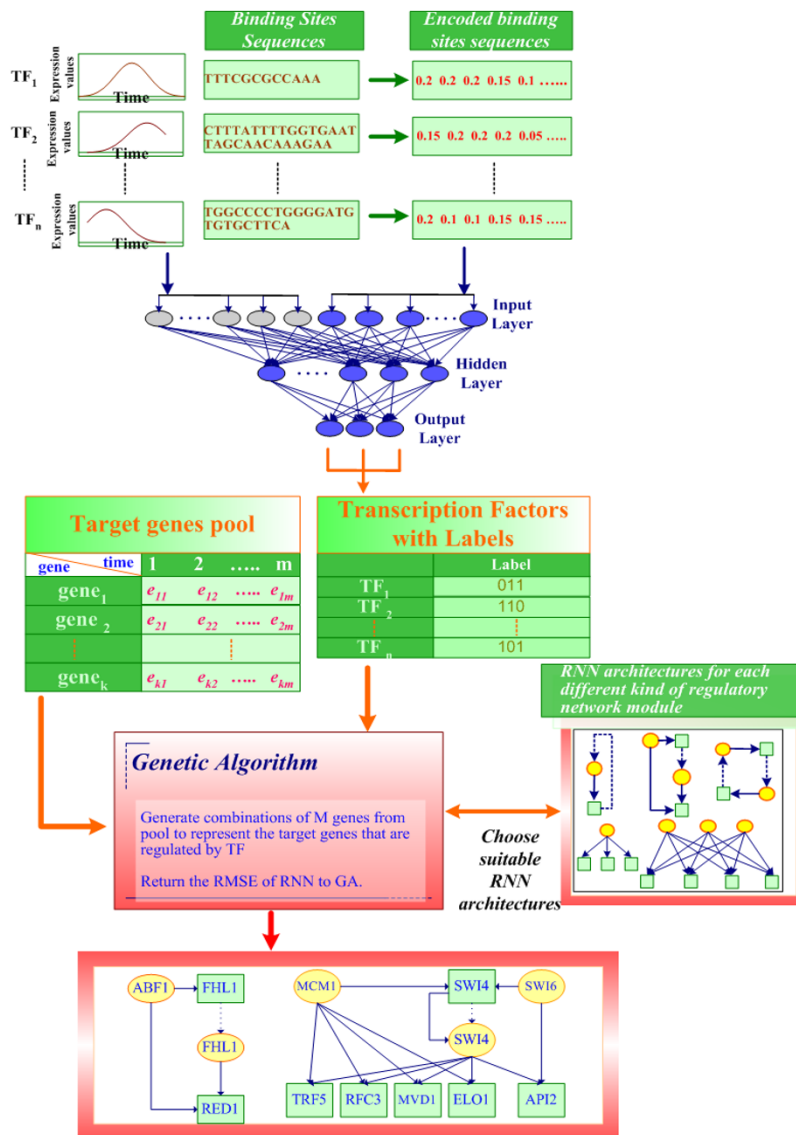 Binding Sites
Sequences
Encoded binding
sites sequences
TF1
Expression
values
Time
TTTCGCGCCAAA
0.2 0.2 0.2 0.15 0.1 ......
TF2
Expression
values
Time
CTTTATTTTGGTGAAT
TAGCAACAAAGAA
0.15 0.2 0.2 0.2 0.05 .....
TFn
Expression
values
Time
TGGCCCCTGGGGATG
TGTGCTTCA
0.2 0.1 0.1 0.15 0.15 .....
Input
Layer
Hidden
Layer
Output
Layer
Target genes pool
gene time 1 2 ..... m
gene1 e11 e12 ..... e1m
gene2 e21 e22 ..... e2m
genek ek1 ek2 ..... ekm
Transcription Factors
with Labels
Label
TF1 011
TF2 110
TFn 101
RNN architectures for each
different kind of regulatory
network module
Genetic Algorithm
Generate combinations of M genes from
pool to represent the target genes that are
regulated by TF
Return the RMSE of RNN to GA.
Choose
suitable
RNN
architectures
ABF1 FHL1 MCM1 SWI4 SWI6
FHL1 SWI4
RED1 TRF5 RFC3 MVD1 ELO1 API2